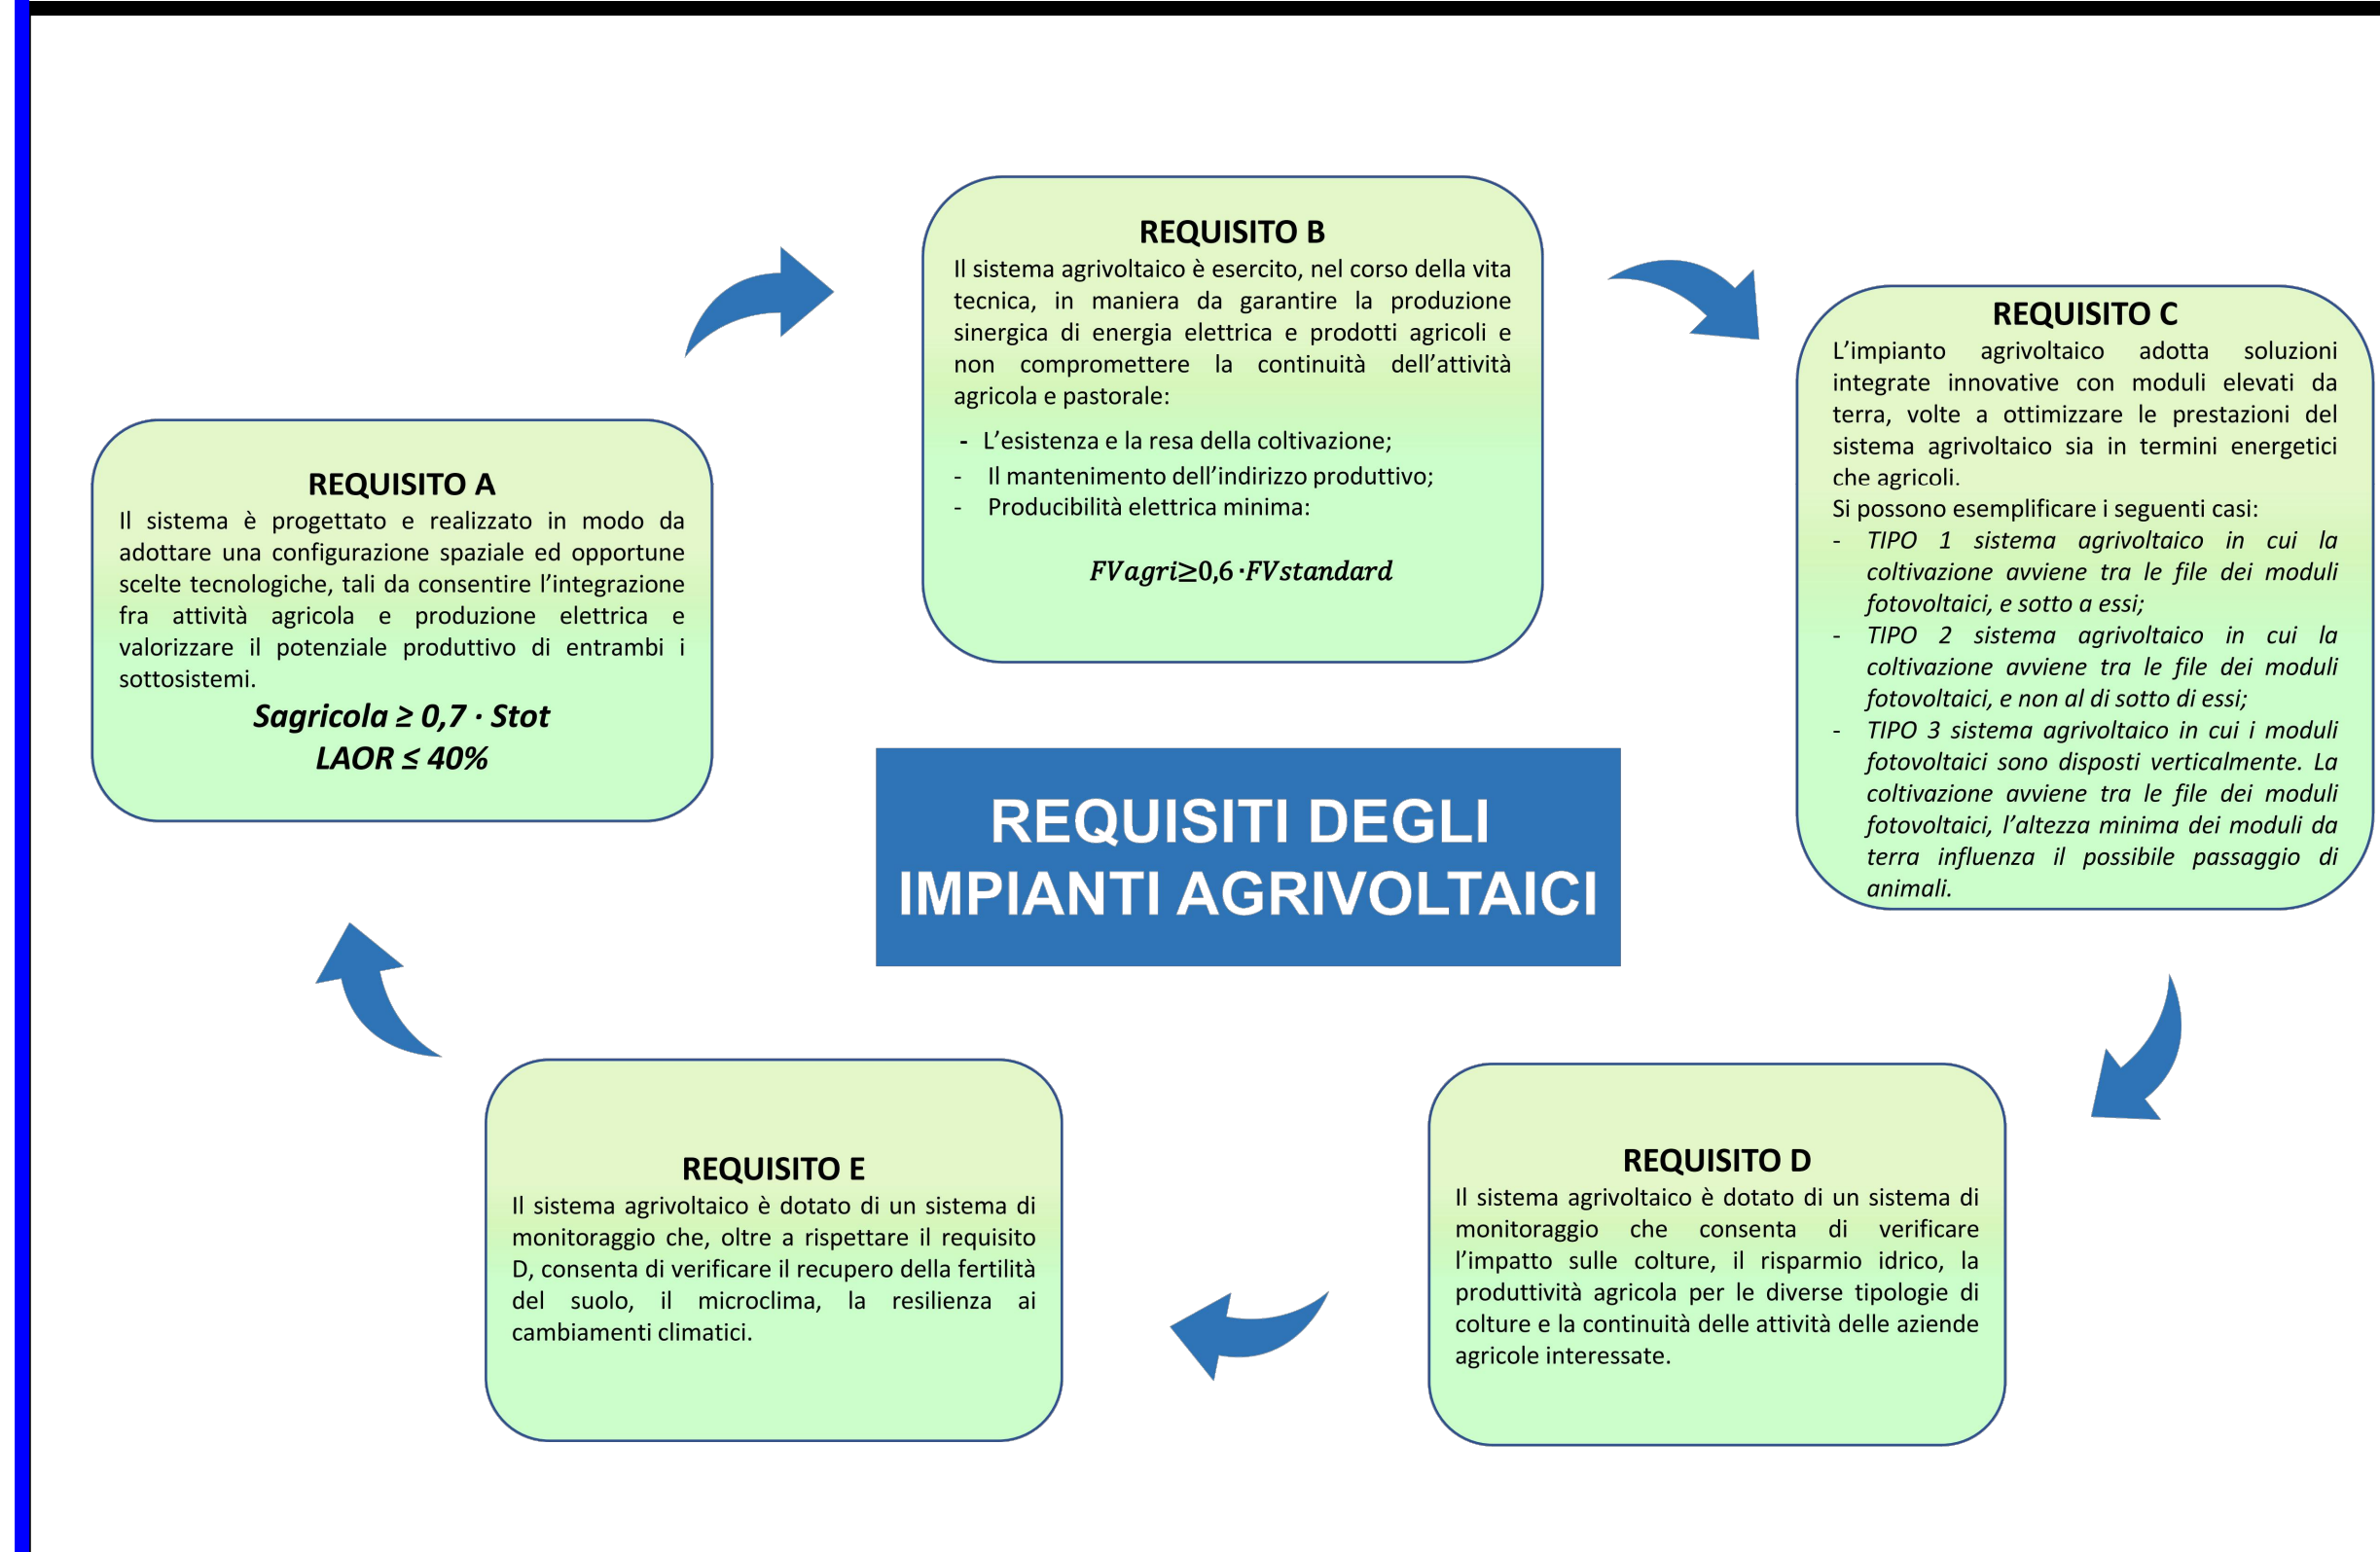 REQUISITO A
Il sistema è progettato e realizzato in modo da
adottare una configurazione spaziale ed opportune
scelte tecnologiche, tali da consentire l’integrazione
fra attività agricola e produzione elettrica e
valorizzare il potenziale produttivo di entrambi i
sottosistemi.
Sagricola ≥ 0,7 · Stot
LAOR ≤ 40%
REQUISITO B
Il sistema agrivoltaico è esercito, nel corso della vita
tecnica, in maniera da garantire la produzione
sinergica di energia elettrica e prodotti agricoli e
non compromettere la continuità dell’attività
agricola e pastorale:
- L’esistenza e la resa della coltivazione;
- Il mantenimento dell’indirizzo produttivo;
- Producibilità elettrica minima:
FVagri≥0,6 ·FVstandard
REQUISITO C
L’impianto agrivoltaico adotta soluzioni
integrate innovative con moduli elevati da
terra, volte a ottimizzare le prestazioni del
sistema agrivoltaico sia in termini energetici
che agricoli.
Si possono esemplificare i seguenti casi:
- TIPO 1 sistema agrivoltaico in cui la
coltivazione avviene tra le file dei moduli
fotovoltaici, e sotto a essi;
- TIPO 2 sistema agrivoltaico in cui la
coltivazione avviene tra le file dei moduli
fotovoltaici, e non al di sotto di essi;
- TIPO 3 sistema agrivoltaico in cui i moduli
fotovoltaici sono disposti verticalmente. La
coltivazione avviene tra le file dei moduli
fotovoltaici, l’altezza minima dei moduli da
terra influenza il possibile passaggio di
animali.
REQUISITI DEGLI
IMPIANTI AGRIVOLTAICI
REQUISITO D
Il sistema agrivoltaico è dotato di un sistema di
monitoraggio che consenta di verificare
l’impatto sulle colture, il risparmio idrico, la
produttività agricola per le diverse tipologie di
colture e la continuità delle attività delle aziende
agricole interessate.
REQUISITO E
Il sistema agrivoltaico è dotato di un sistema di
monitoraggio che, oltre a rispettare il requisito
D, consenta di verificare il recupero della fertilità
del suolo, il microclima, la resilienza ai
cambiamenti climatici.